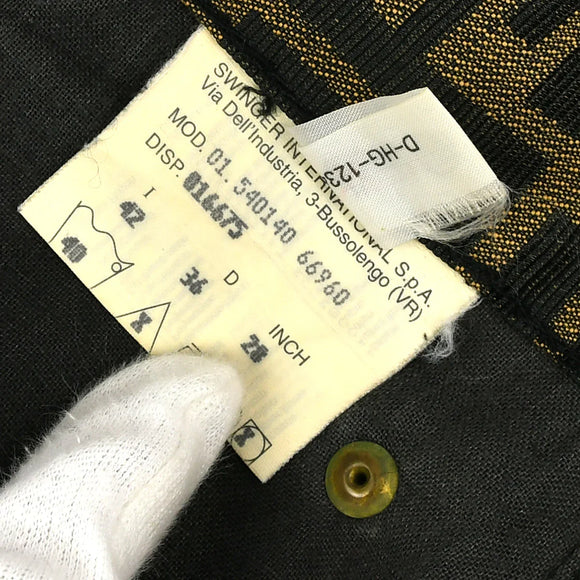 SWINGER INTERNATIONAL S.p.A.
Via Dell'Industria, 3-Bussolengo (VR)
MOD. 01.540140 66960
DISP. 016675
I D INCH
42 36 28
40
D-HG-123